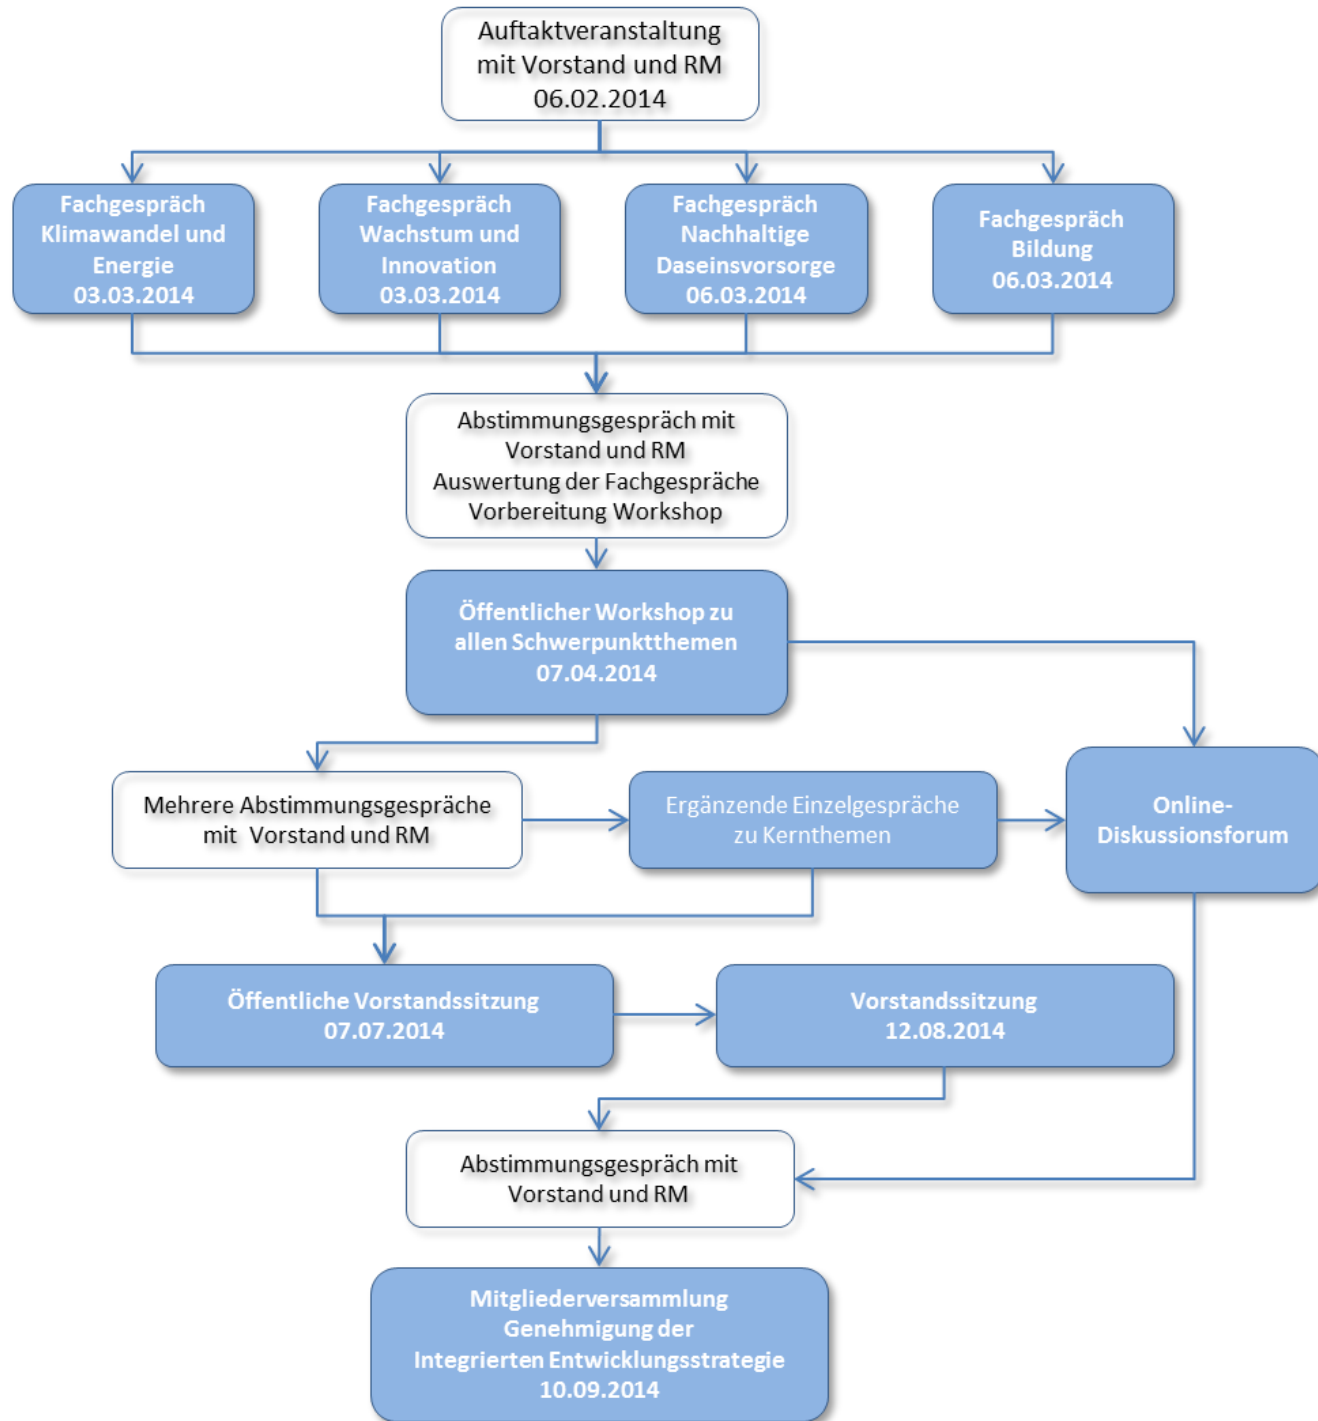 Auftaktveranstaltung
mit Vorstand und RM
06.02.2014
Fachgespräch
Klimawandel und
Energie
03.03.2014
Fachgespräch
Wachstum und
Innovation
03.03.2014
Fachgespräch
Nachhaltige
Daseinsvorsorge
06.03.2014
Fachgespräch
Bildung
06.03.2014
Abstimmungsgespräch mit
Vorstand und RM
Auswertung der Fachgespräche
Vorbereitung Workshop
Öffentlicher Workshop zu
allen Schwerpunktthemen
07.04.2014
Mehrere Abstimmungsgespräche
mit Vorstand und RM
Ergänzende Einzelgespräche
zu Kernthemen
Online-
Diskussionsforum
Öffentliche Vorstandssitzung
07.07.2014
Vorstandssitzung
12.08.2014
Abstimmungsgespräch mit
Vorstand und RM
Mitgliederversammlung
Genehmigung der
Integrierten Entwicklungsstrategie
10.09.2014